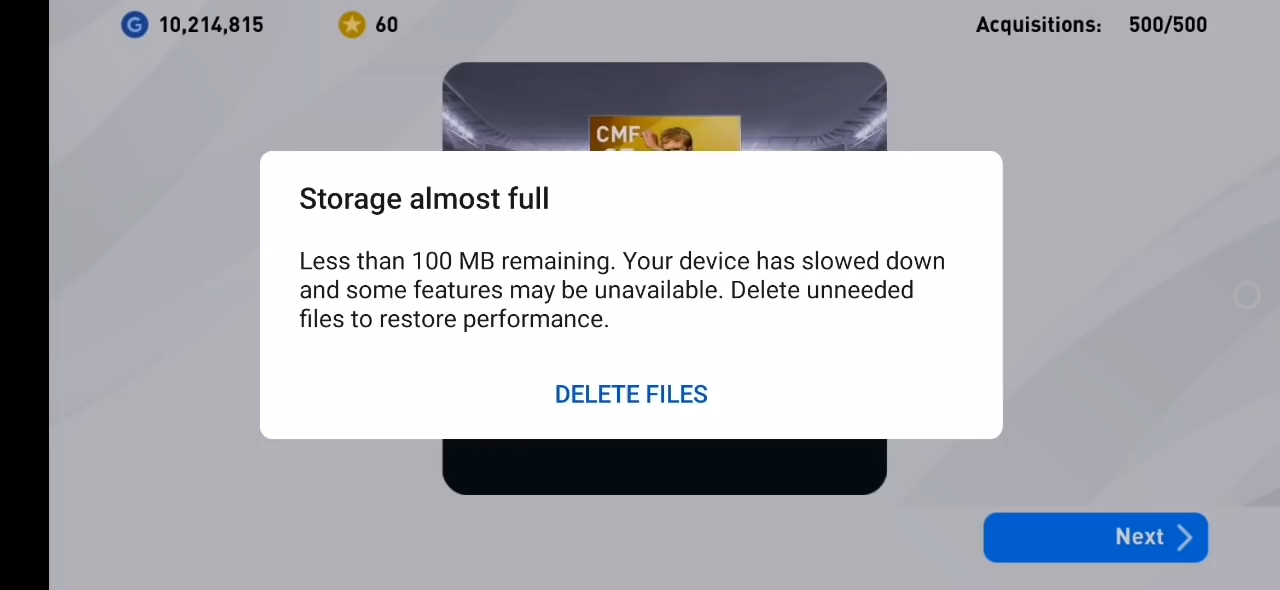 G 10,214,815 60 Acquisitions: 500/500
CMF
Storage almost full
Less than 100 MB remaining. Your device has slowed down
and some features may be unavailable. Delete unneeded
files to restore performance.
DELETE FILES
Next